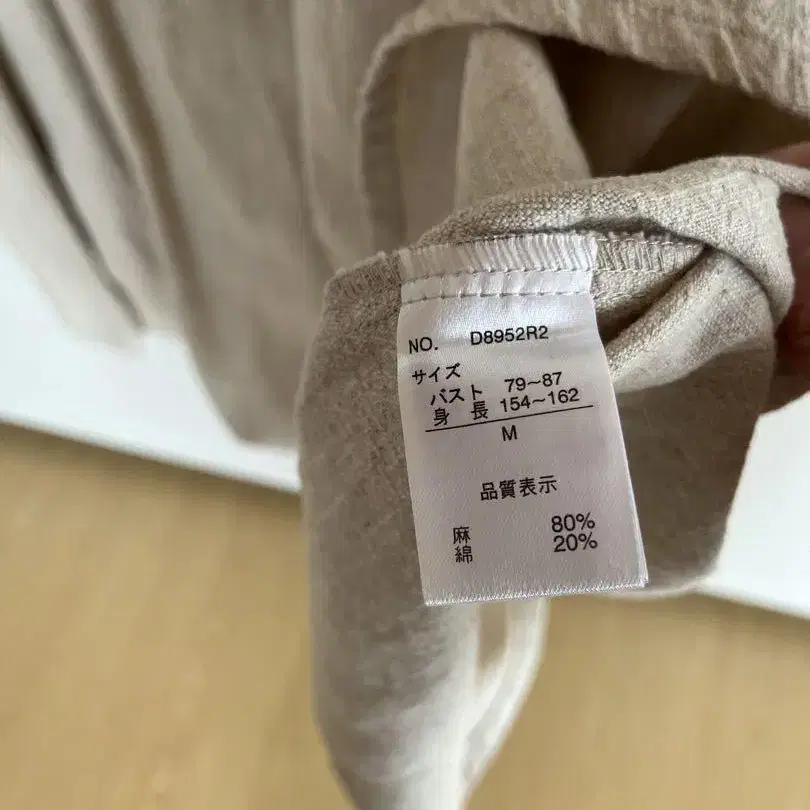 NO. D8952R2
サイズ
バスト 79~87
身長 154~162
M
品質表示
麻 80%
綿 20%